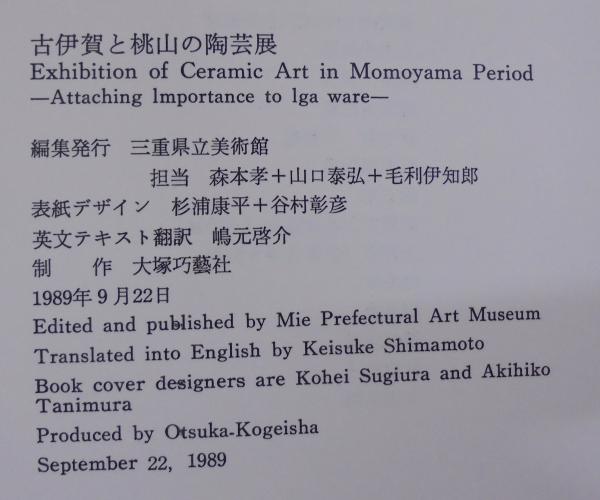 古伊賀と桃山の陶芸展
Exhibition of Ceramic Art in Momoyama Period
—Attaching Importance to Iga ware—
編集発行　三重県立美術館
担当　森本孝＋山口泰弘＋毛利伊知郎
表紙デザイン　杉浦康平＋谷村彰彦
英文テキスト翻訳　嶋元啓介
制　　作　大塚巧藝社
1989年9月22日
Edited and published by Mie Prefectural Art Museum
Translated into English by Keisuke Shimamoto
Book cover designers are Kohei Sugiura and Akihiko
Tanimura
Produced by Otsuka-Kogeisha
September 22, 1989